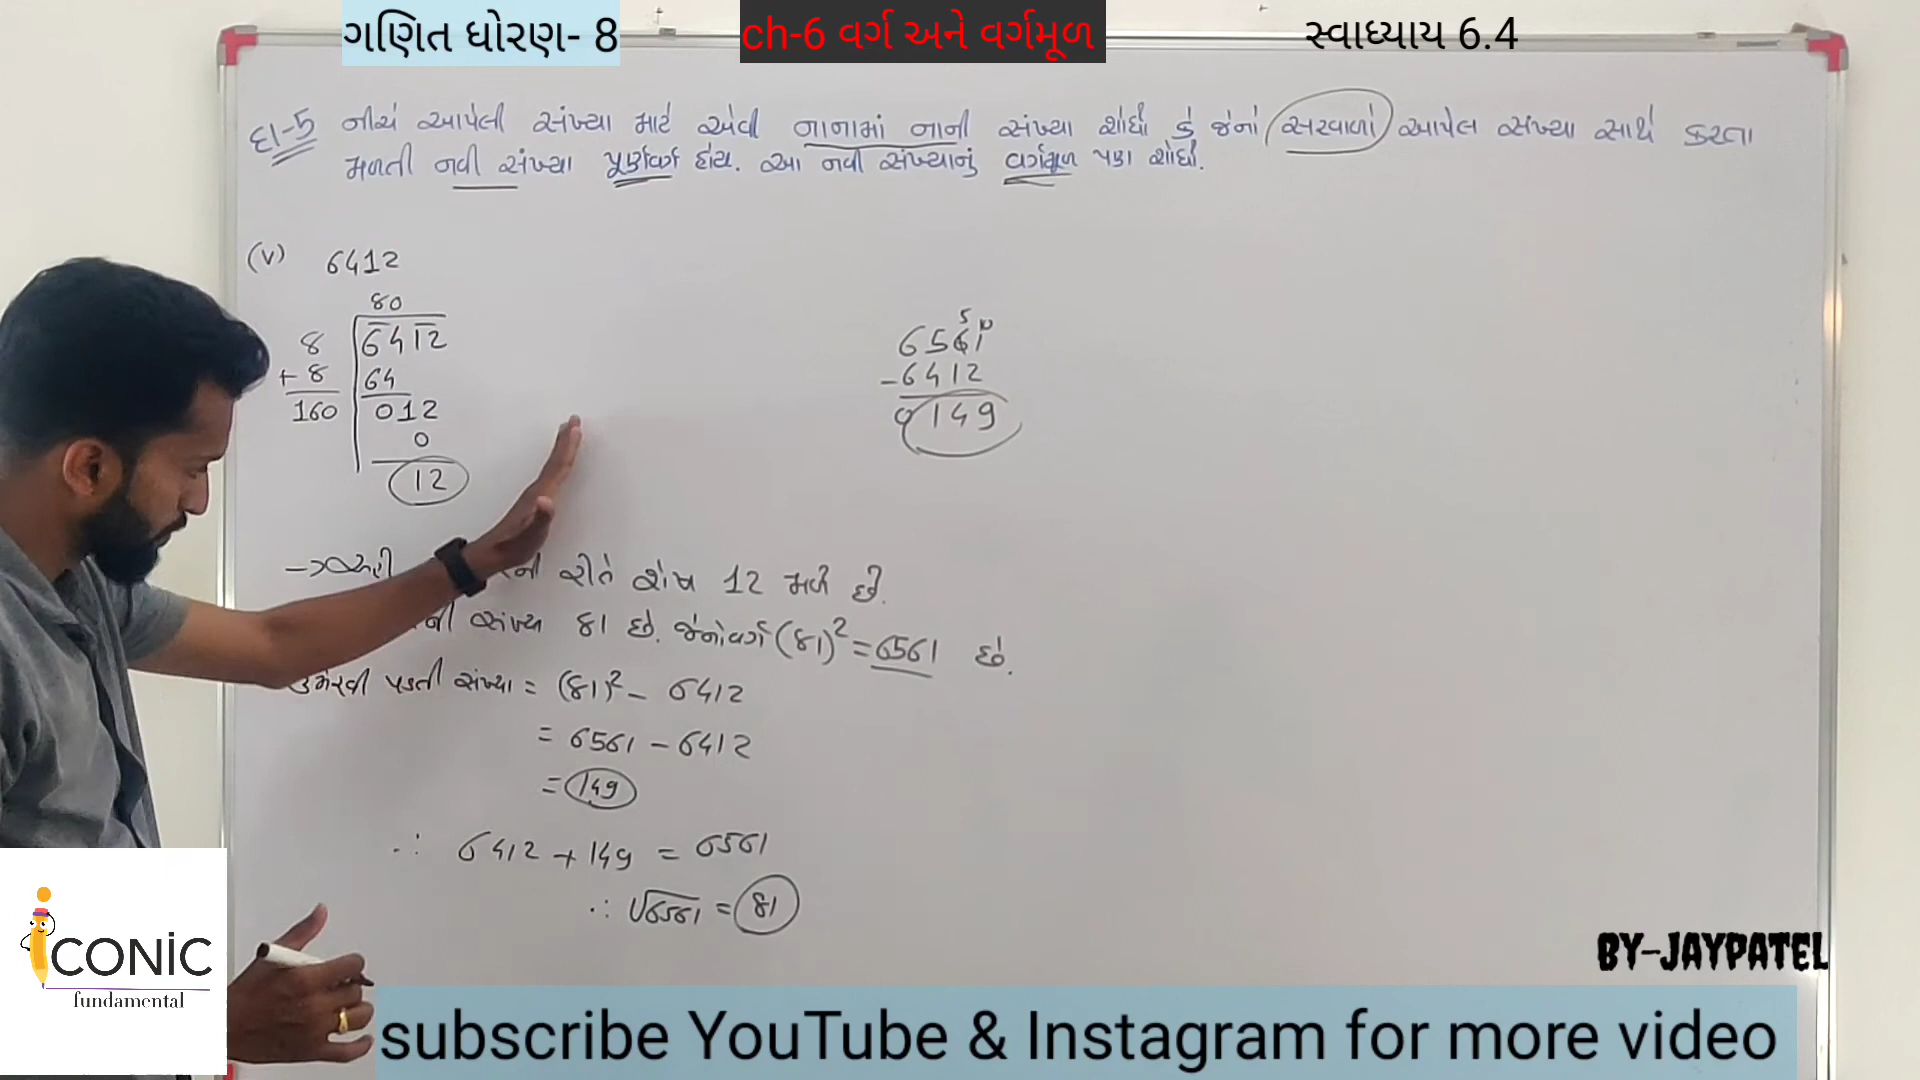 ગણિત ધોરણ- 8
ch-6 વર્ગ અને વર્ગમૂળ
સ્વાધ્યાય 6.4
દા-5 નીચે આપેલી સંખ્યા માટે એવી નાનામાં નાની સંખ્યા શોધો કે જેનો સરવાળો આપેલ સંખ્યા સાથે કરતા
મળતી નવી સંખ્યા પૂર્ણવર્ગ હોય. આ નવી સંખ્યાનું વર્ગમૂળ પણ શોધો.
(v) 6412
80
8 6412
+ 8 64
160 012
0
12
5 10
6561
-6412
0149
રીતે શેષ 12 મળે છે.
ની સંખ્યા 81 છે. જેનો વર્ગ (81)² = 6561 છે.
ઉમેરવી પડતી સંખ્યા = (81)² - 6412
= 6561 - 6412
= 149
∴ 6412 + 149 = 6561
∴ √6561 = 81
iCONiC
fundamental
BY-JAYPATEL
subscribe YouTube & Instagram for more video